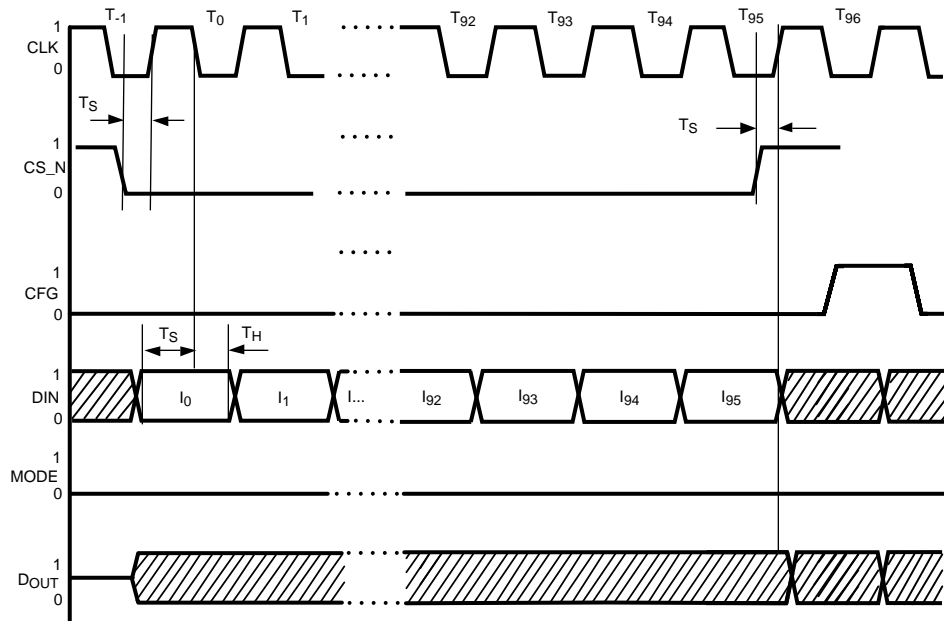 T-1 T0 T1 T92 T93 T94 T95 T96
1
CLK
0
TS TS
1
CS_N
0
1
CFG
0
TS TH
1
DIN
0
I0 I1 I... I92 I93 I94 I95
1
MODE
0
1
DOUT
0